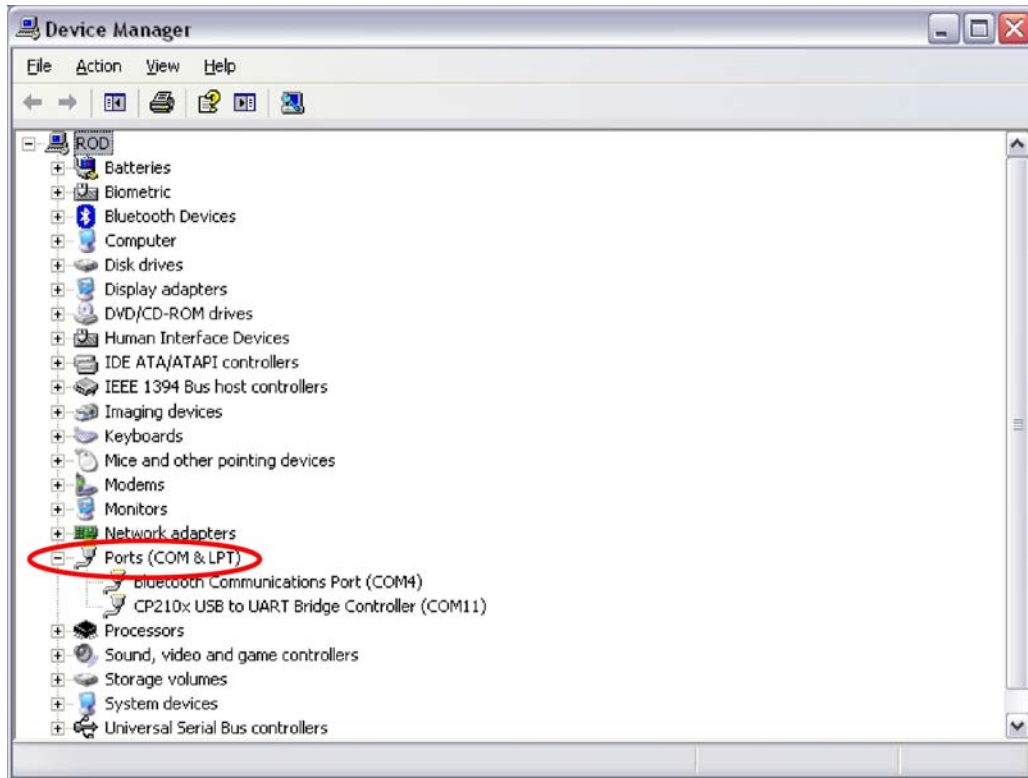 Device Manager
File Action View Help
ROD
Batteries
Biometric
Bluetooth Devices
Computer
Disk drives
Display adapters
DVD/CD-ROM drives
Human Interface Devices
IDE ATA/ATAPI controllers
IEEE 1394 Bus host controllers
Imaging devices
Keyboards
Mice and other pointing devices
Modems
Monitors
Network adapters
Ports (COM & LPT)
Bluetooth Communications Port (COM4)
CP210x USB to UART Bridge Controller (COM11)
Processors
Sound, video and game controllers
Storage volumes
System devices
Universal Serial Bus controllers